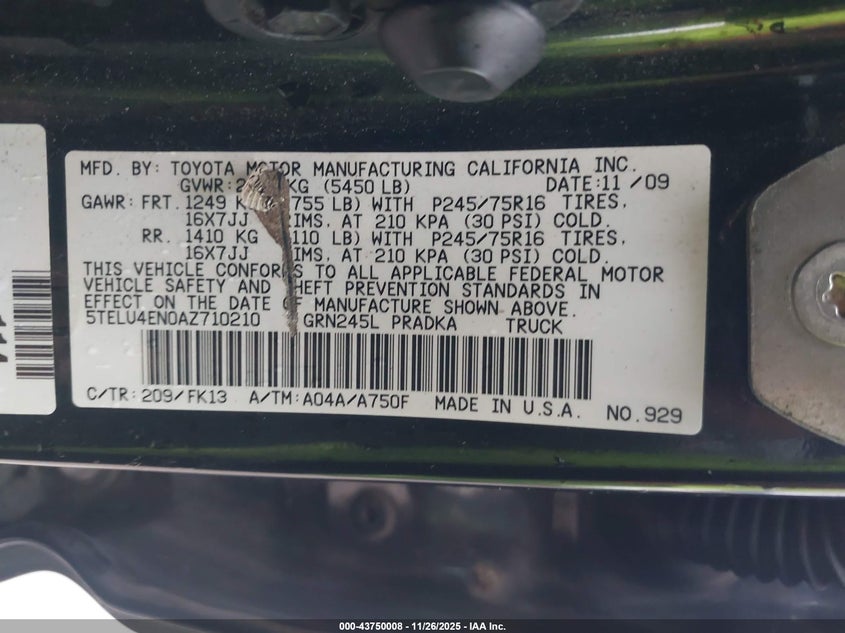 MFD. BY: TOYOTA MOTOR MANUFACTURING CALIFORNIA INC.
GVWR: KG (5450 LB) DATE: 11/09
GAWR: FRT. 1249 755 LB) WITH P245/75R16 TIRES,
16X7JJ IMS, AT 210 KPA (30 PSI) COLD.
RR. 1410 KG 110 LB) WITH P245/75R16 TIRES,
16X7JJ IMS, AT 210 KPA (30 PSI) COLD.
THIS VEHICLE CONFORMS TO ALL APPLICABLE FEDERAL MOTOR
VEHICLE SAFETY AND THEFT PREVENTION STANDARDS IN
EFFECT ON THE DATE OF MANUFACTURE SHOWN ABOVE.
5TELU4EN0AZ710210 GRN245L PRADKA TRUCK
C/TR: 209/FK13 A/TM: A04A/A750F MADE IN U.S.A. NO. 929
000-43750008 - 11/26/2025 - IAA Inc.